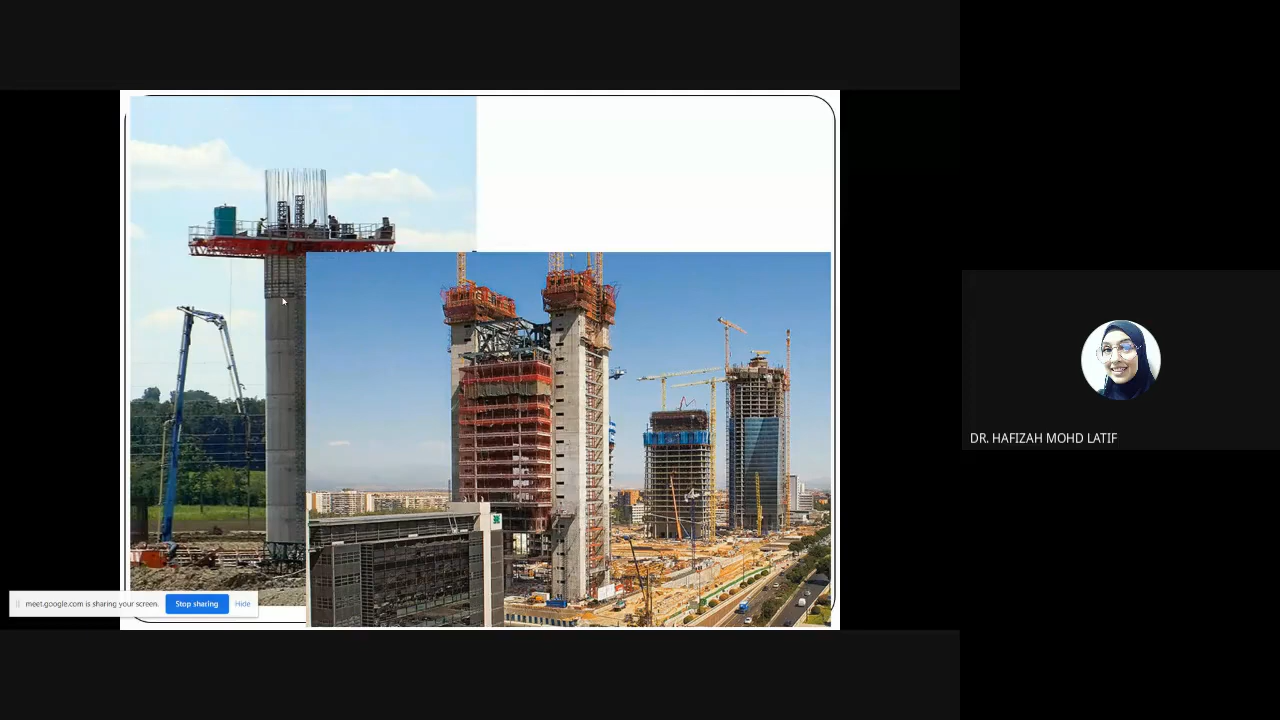 meet.google.com is sharing your screen.
Stop sharing
Hide
DR. HAFIZAH MOHD LATIF